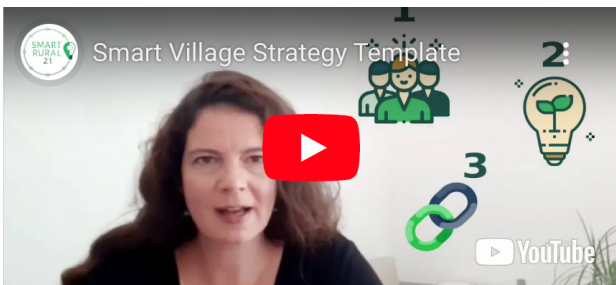 SMART
RURAL
21
Smart Village Strategy Template
1
2
3
YouTube